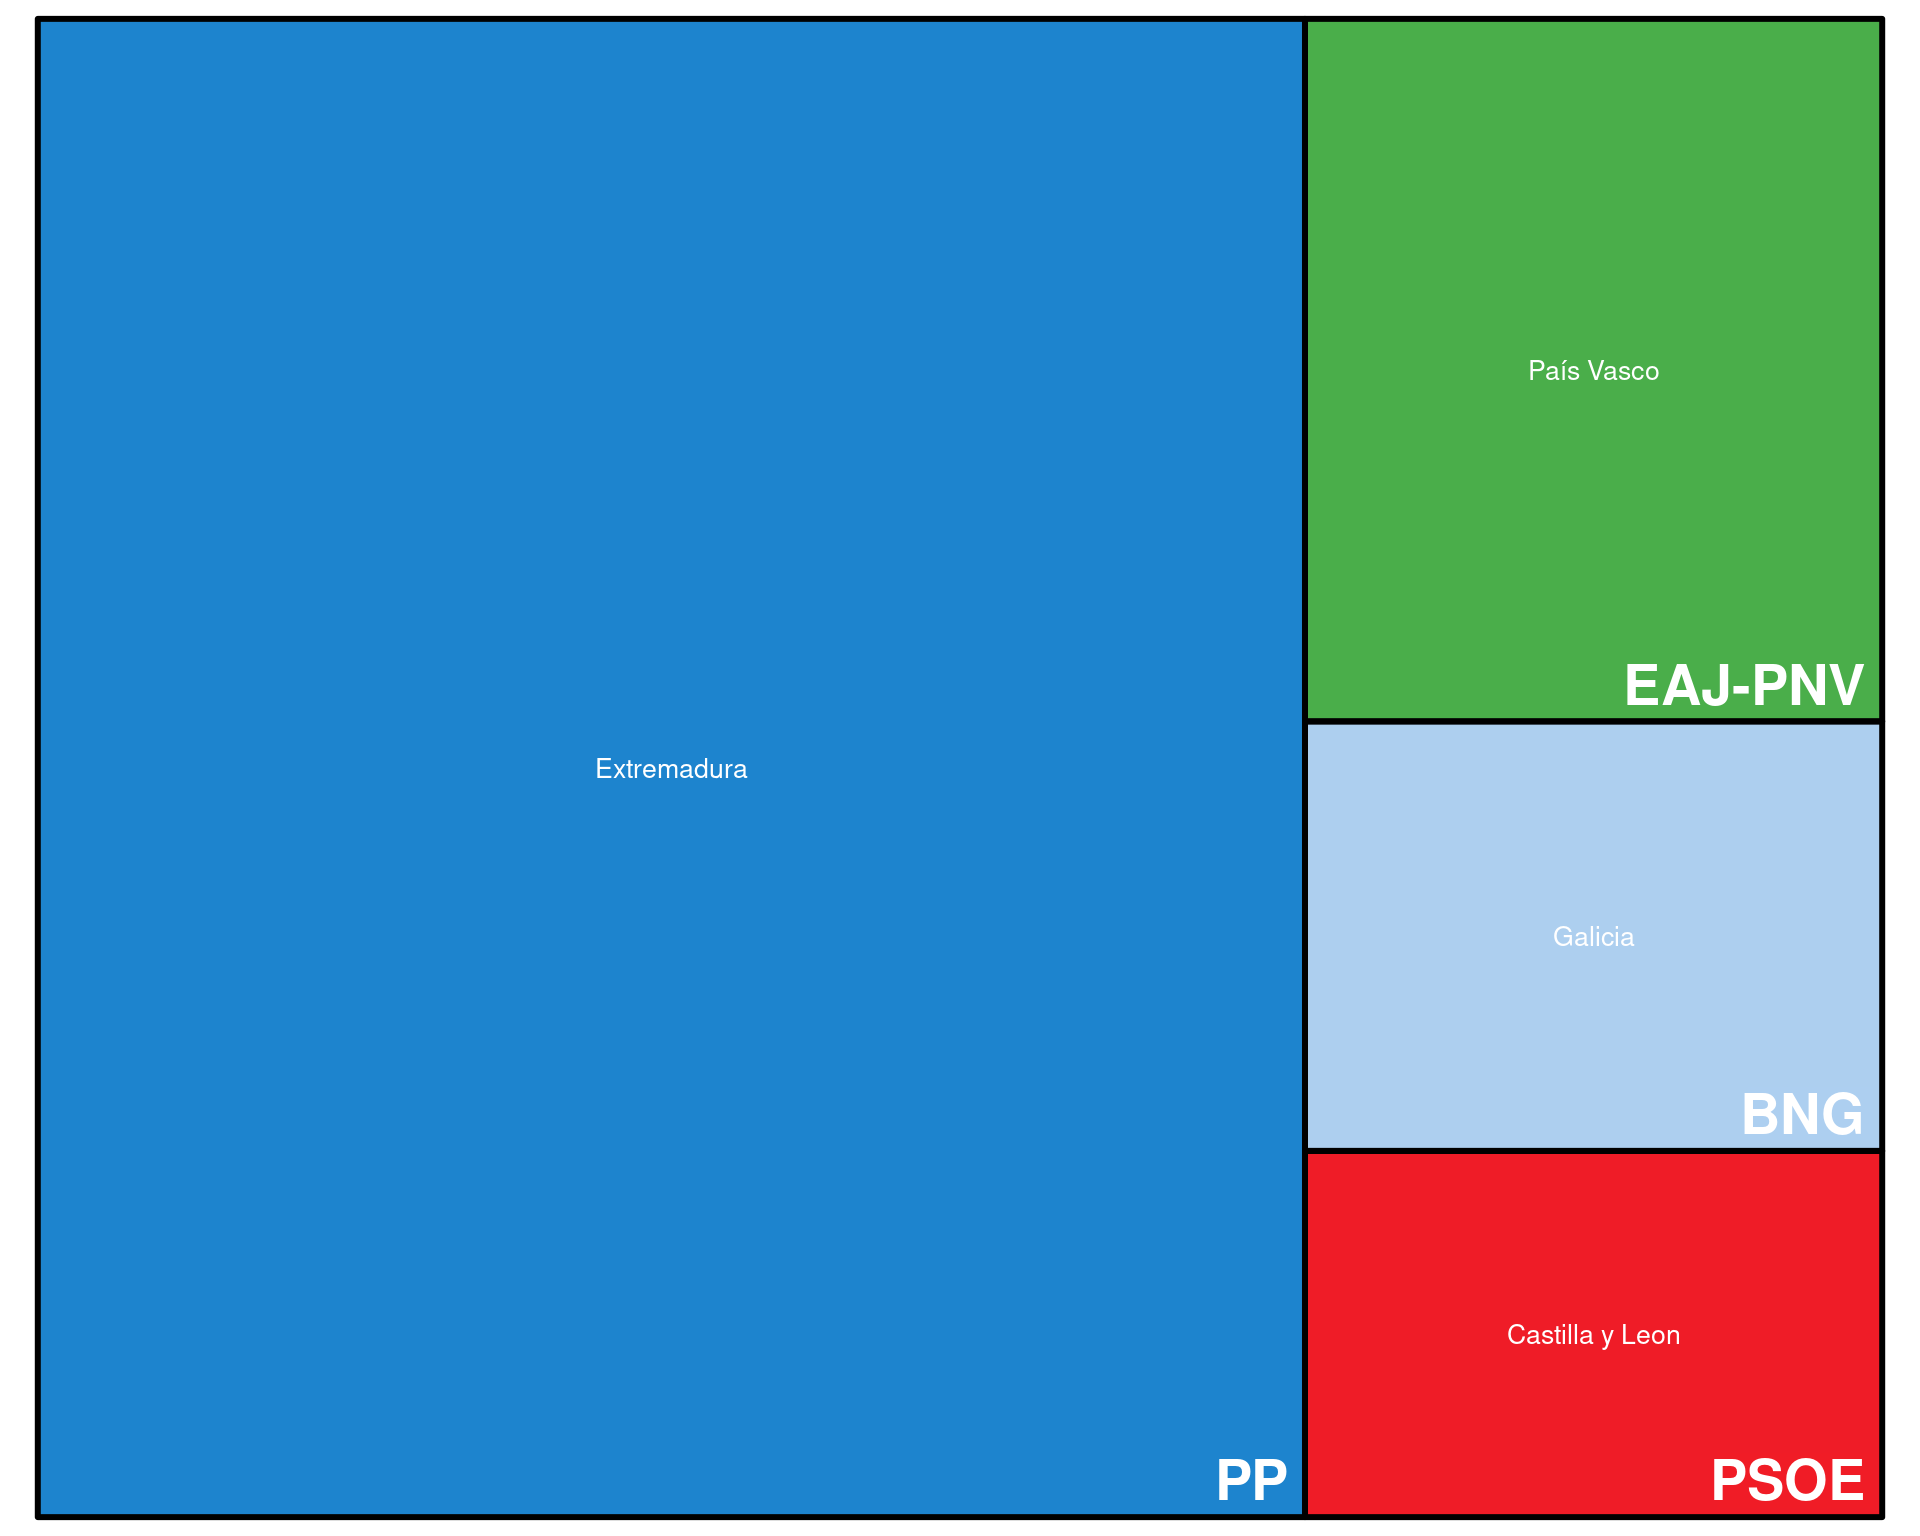 Extremadura
PP
País Vasco
EAJ-PNV
Galicia
BNG
Castilla y Leon
PSOE